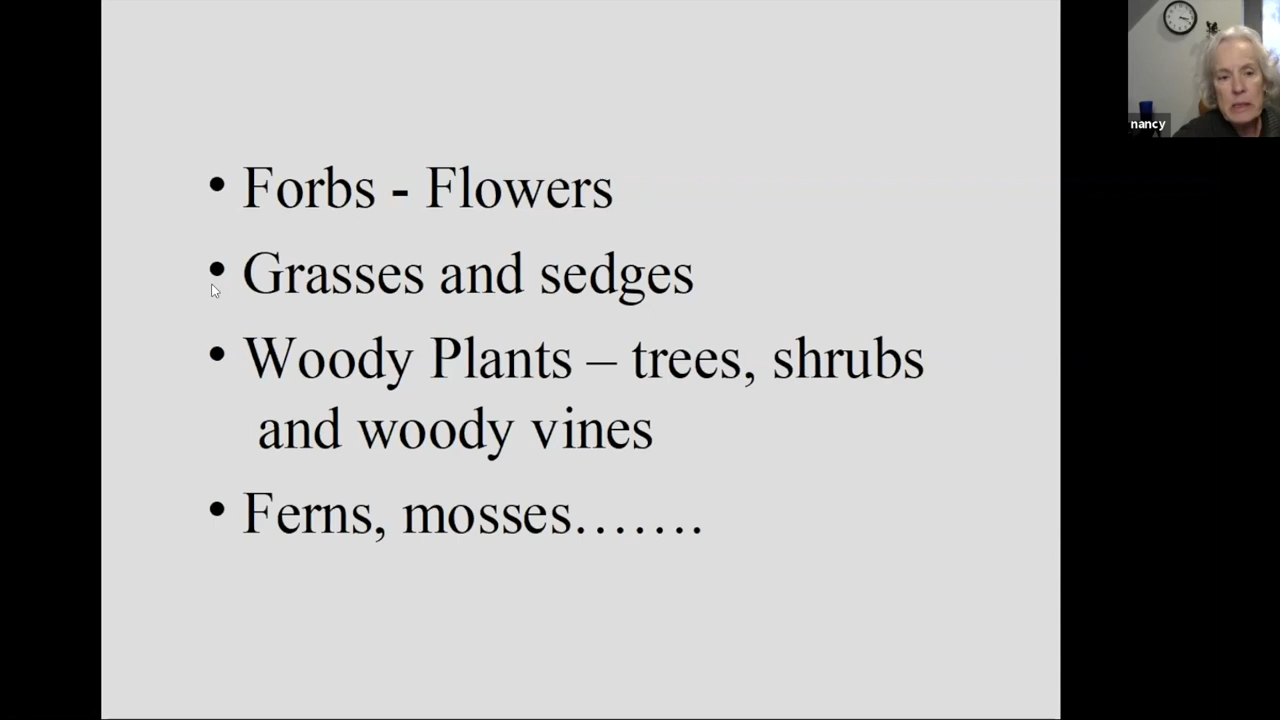 • Forbs - Flowers
• Grasses and sedges
• Woody Plants – trees, shrubs
and woody vines
• Ferns, mosses…….
nancy